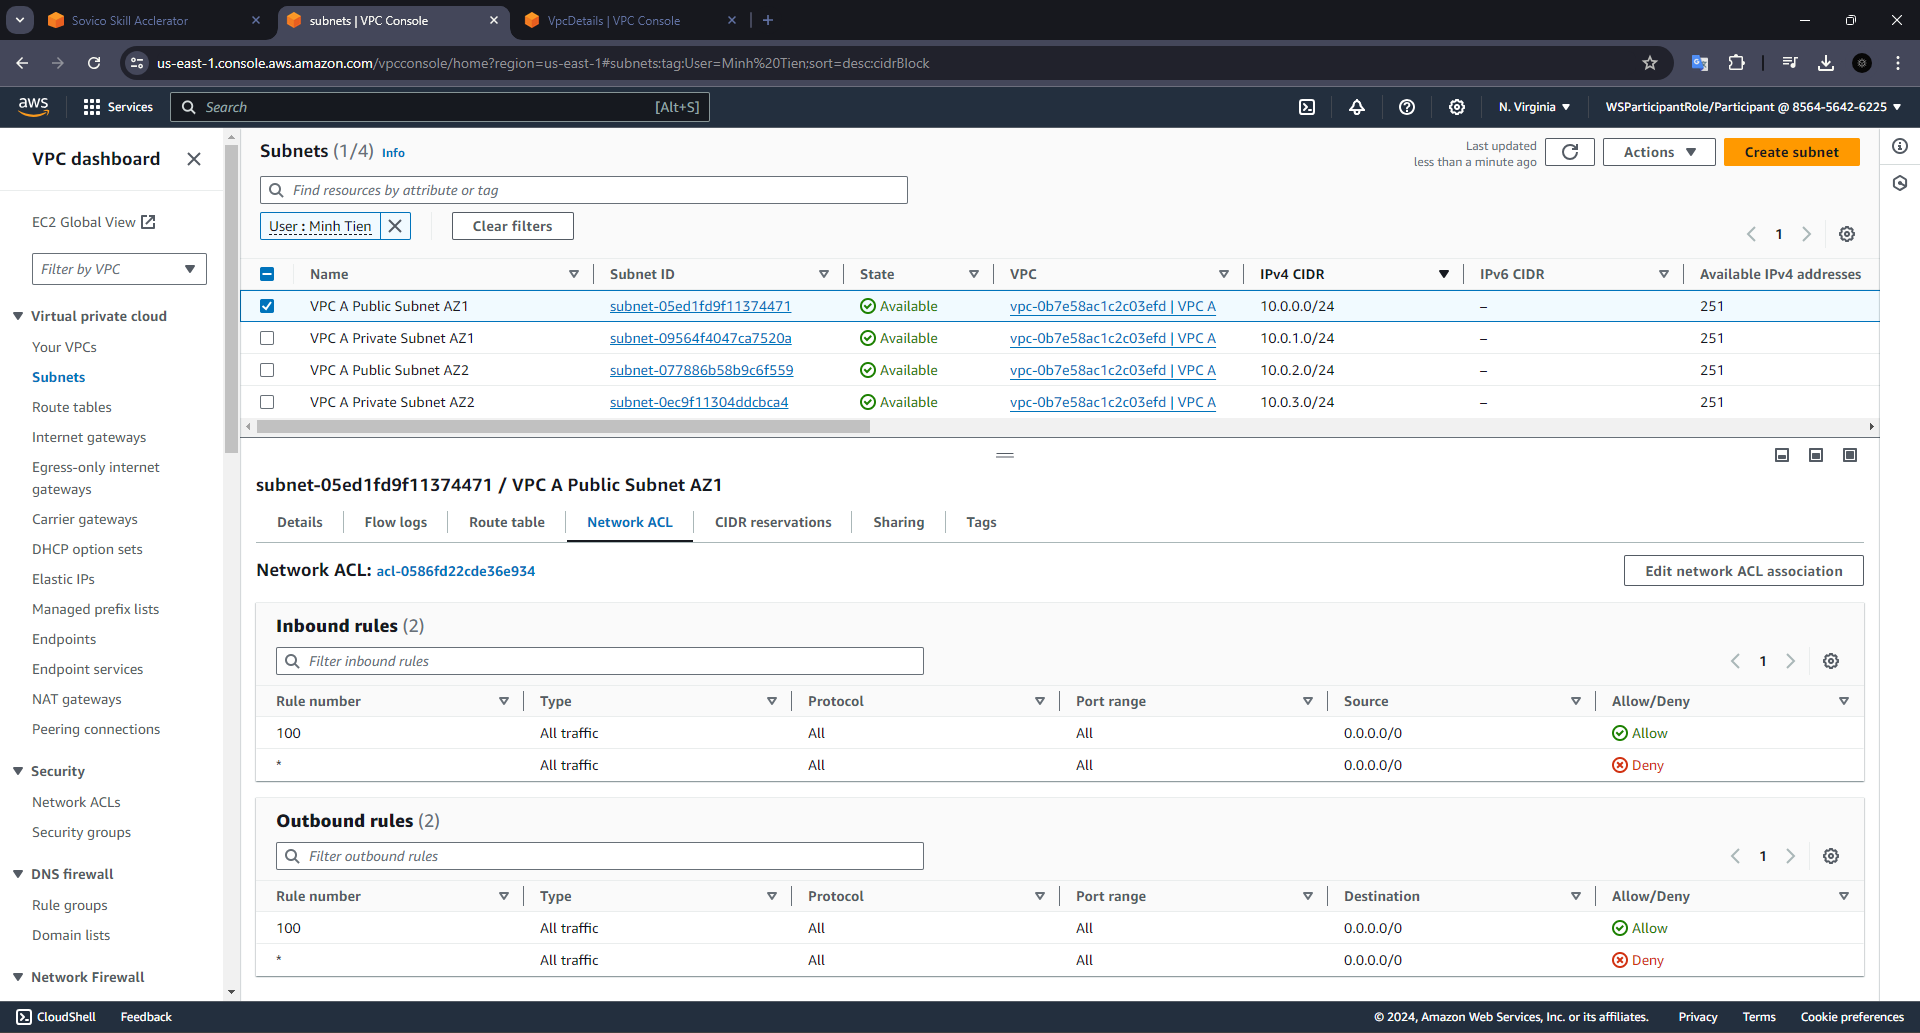 Sovico Skill Acclerator
subnets | VPC Console
VpcDetails | VPC Console
us-east-1.console.aws.amazon.com/vpcconsole/home?region=us-east-1#subnets:tag:User=Minh%20Tien;sort=desc:cidrBlock
aws
Services
Search
[Alt+S]
N. Virginia
WSParticipantRole/Participant @ 8564-5642-6225
VPC dashboard
EC2 Global View
Filter by VPC
Virtual private cloud
Your VPCs
Subnets
Route tables
Internet gateways
Egress-only internet
gateways
Carrier gateways
DHCP option sets
Elastic IPs
Managed prefix lists
Endpoints
Endpoint services
NAT gateways
Peering connections
Security
Network ACLs
Security groups
DNS firewall
Rule groups
Domain lists
Network Firewall
Subnets (1/4) Info
Last updated
less than a minute ago
Actions
Create subnet
Find resources by attribute or tag
User : Minh Tien
Clear filters
1
Name Subnet ID State VPC IPv4 CIDR IPv6 CIDR Available IPv4 addresses
VPC A Public Subnet AZ1 subnet-05ed1fd9f11374471 Available vpc-0b7e58ac1c2c03efd | VPC A 10.0.0.0/24 – 251
VPC A Private Subnet AZ1 subnet-09564f4047ca7520a Available vpc-0b7e58ac1c2c03efd | VPC A 10.0.1.0/24 – 251
VPC A Public Subnet AZ2 subnet-077886b58b9c6f559 Available vpc-0b7e58ac1c2c03efd | VPC A 10.0.2.0/24 – 251
VPC A Private Subnet AZ2 subnet-0ec9f11304ddcbca4 Available vpc-0b7e58ac1c2c03efd | VPC A 10.0.3.0/24 – 251
subnet-05ed1fd9f11374471 / VPC A Public Subnet AZ1
Details Flow logs Route table Network ACL CIDR reservations Sharing Tags
Network ACL: acl-0586fd22cde36e934
Edit network ACL association
Inbound rules (2)
Filter inbound rules
1
Rule number Type Protocol Port range Source Allow/Deny
100 All traffic All All 0.0.0.0/0 Allow
* All traffic All All 0.0.0.0/0 Deny
Outbound rules (2)
Filter outbound rules
1
Rule number Type Protocol Port range Destination Allow/Deny
100 All traffic All All 0.0.0.0/0 Allow
* All traffic All All 0.0.0.0/0 Deny
CloudShell Feedback
© 2024, Amazon Web Services, Inc. or its affiliates. Privacy Terms Cookie preferences